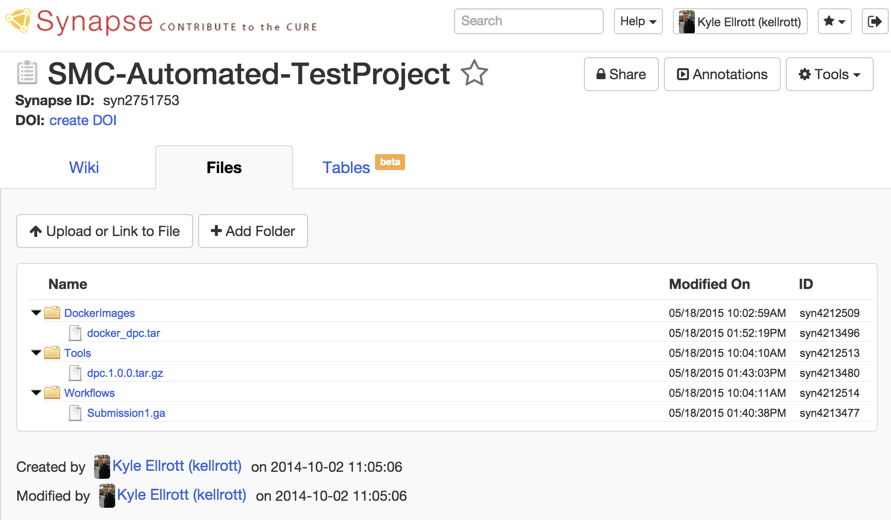 Synapse CONTRIBUTE to the CURE
Search
Help
Kyle Ellrott (kellrott)
SMC-Automated-TestProject
Share
Annotations
Tools
Synapse ID: syn2751753
DOI: create DOI
Wiki
Files
Tables beta
Upload or Link to File
Add Folder
Name Modified On ID
DockerImages 05/18/2015 10:02:59AM syn4212509
docker_dpc.tar 05/18/2015 01:52:19PM syn4213496
Tools 05/18/2015 10:04:10AM syn4212513
dpc.1.0.0.tar.gz 05/18/2015 01:43:03PM syn4213480
Workflows 05/18/2015 10:04:11AM syn4212514
Submission1.ga 05/18/2015 01:40:38PM syn4213477
Created by Kyle Ellrott (kellrott) on 2014-10-02 11:05:06
Modified by Kyle Ellrott (kellrott) on 2014-10-02 11:05:06